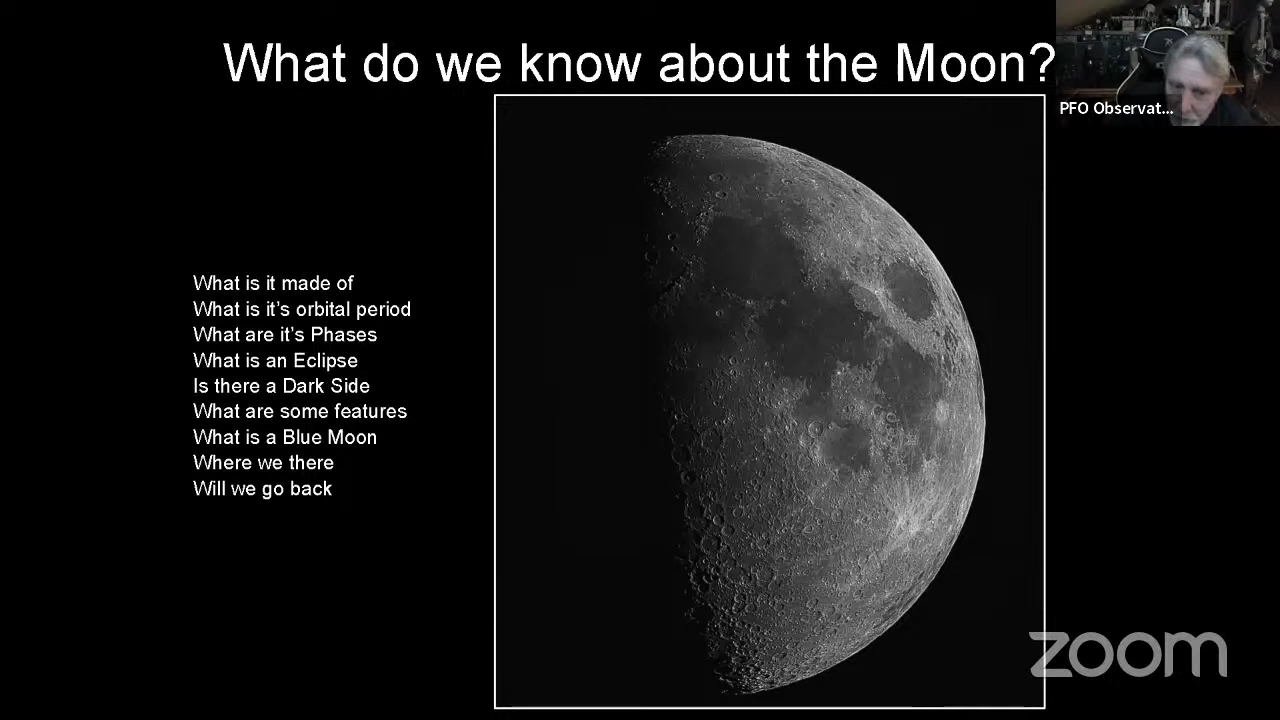 What do we know about the Moon?
PFO Observat...
What is it made of
What is it’s orbital period
What are it’s Phases
What is an Eclipse
Is there a Dark Side
What are some features
What is a Blue Moon
Where we there
Will we go back
zoom